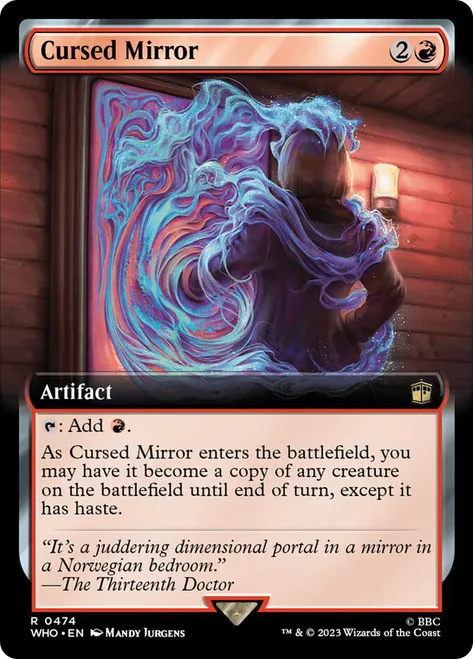 Cursed Mirror 2
Artifact
: Add .
As Cursed Mirror enters the battlefield, you
may have it become a copy of any creature
on the battlefield until end of turn, except it
has haste.
“It’s a juddering dimensional portal in a mirror in
a Norwegian bedroom.”
—The Thirteenth Doctor
R 0474 © BBC
WHO • EN MANDY JURGENS ™ & © 2023 Wizards of the Coast